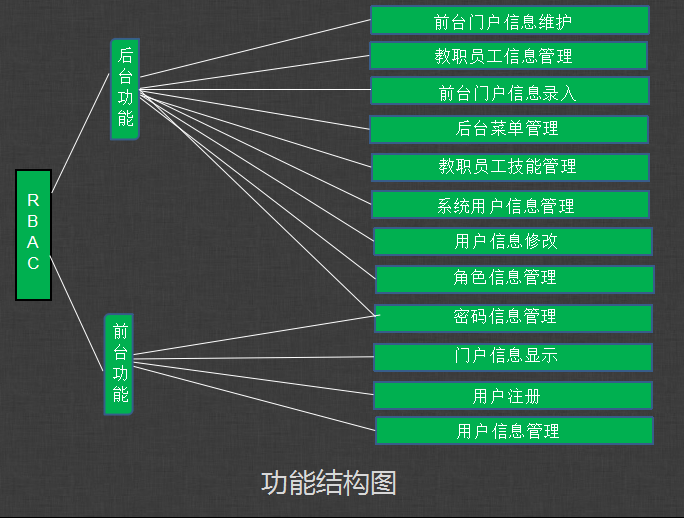 RBAC
后台功能
前台门户信息维护
教职员工信息管理
前台门户信息录入
后台菜单管理
教职员工技能管理
系统用户信息管理
用户信息修改
角色信息管理
密码信息管理
前台功能
门户信息显示
用户注册
用户信息管理
功能结构图